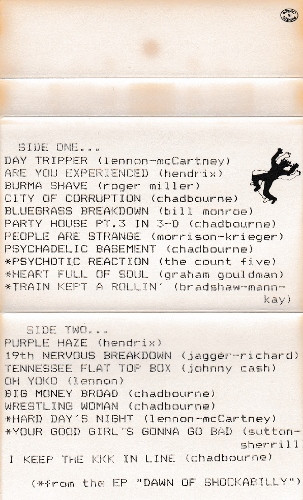 SIDE ONE...
DAY TRIPPER (lennon-mcCartney)
ARE YOU EXPERIENCED (hendrix)
BURMA SHAVE (roger miller)
CITY OF CORRUPTION (chadbourne)
BLUEGRASS BREAKDOWN (bill monroe)
PARTY HOUSE PT.3 IN 3-D (chadbourne)
PEOPLE ARE STRANGE (morrison-krieger)
PSYCHADELIC BASEMENT (chadbourne)
*PSYCHOTIC REACTION (the count five)
*HEART FULL OF SOUL (graham gouldman)
*TRAIN KEPT A ROLLIN' (bradshaw-mann-
kay)
SIDE TWO...
PURPLE HAZE (hendrix)
19th NERVOUS BREAKDOWN (jagger-richard)
TENNESSEE FLAT TOP BOX (johnny cash)
OH YOKO (lennon)
BIG MONEY BROAD (chadbourne)
WRESTLING WOMAN (chadbourne)
*HARD DAY'S NIGHT (lennon-mcCartney)
*YOUR GOOD GIRL'S GONNA GO BAD (sutton-
sherrill
I KEEP THE KKK IN LINE (chadbourne)
(*from the EP "DAWN OF SHOCKABILLY")